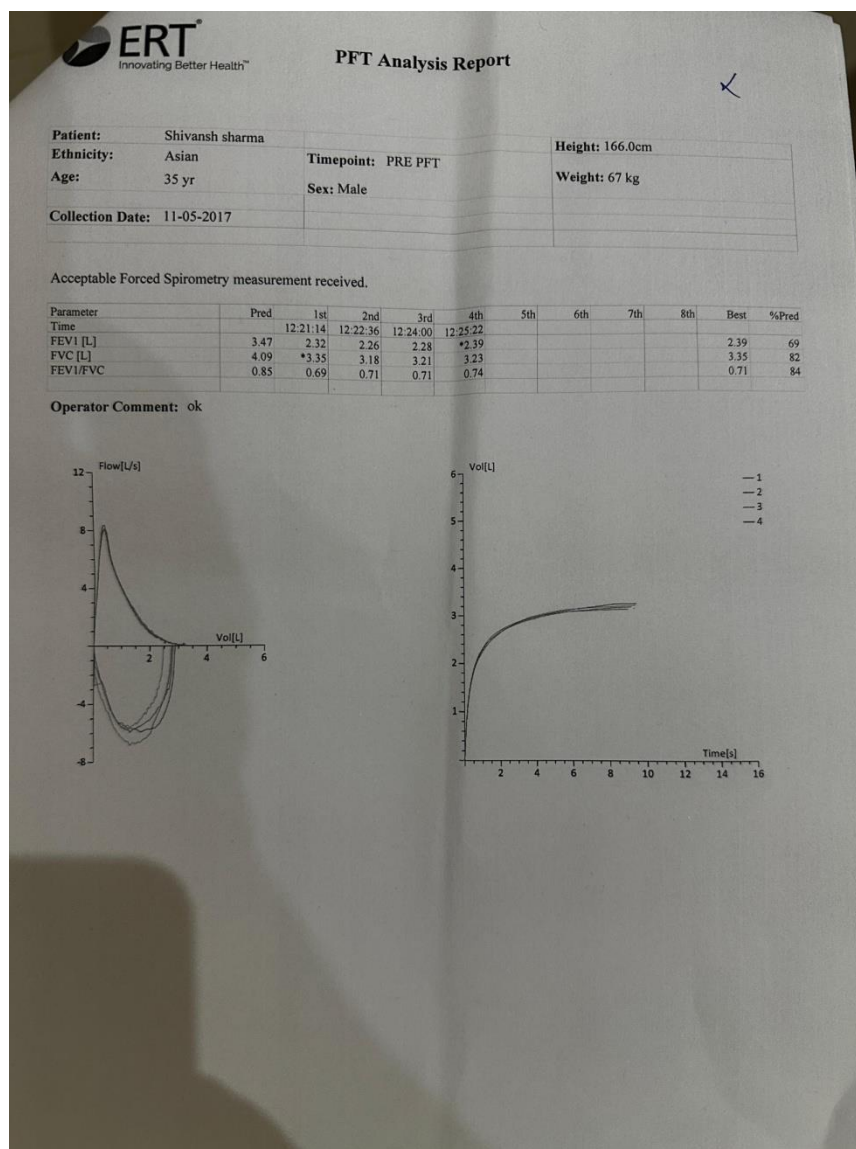 ERT®
Innovating Better Health™
PFT Analysis Report
Patient: Shivansh sharma
Ethnicity: Asian Timepoint: PRE PFT Height: 166.0cm
Age: 35 yr Sex: Male Weight: 67 kg
Collection Date: 11-05-2017
Acceptable Forced Spirometry measurement received.
Parameter Pred 1st 2nd 3rd 4th 5th 6th 7th 8th Best %Pred
Time 12:21:14 12:22:36 12:24:00 12:25:22
FEV1 [L] 3.47 2.32 2.26 2.28 *2.39 2.39 69
FVC [L] 4.09 *3.35 3.18 3.21 3.23 3.35 82
FEV1/FVC 0.85 0.69 0.71 0.71 0.74 0.71 84
Operator Comment: ok
Flow[L/s]
12
8
4
Vol[L]
2 4 6
-4
-8
Vol[L]
6
5
4
3
2
1
Time[s]
2 4 6 8 10 12 14 16
1
2
3
4